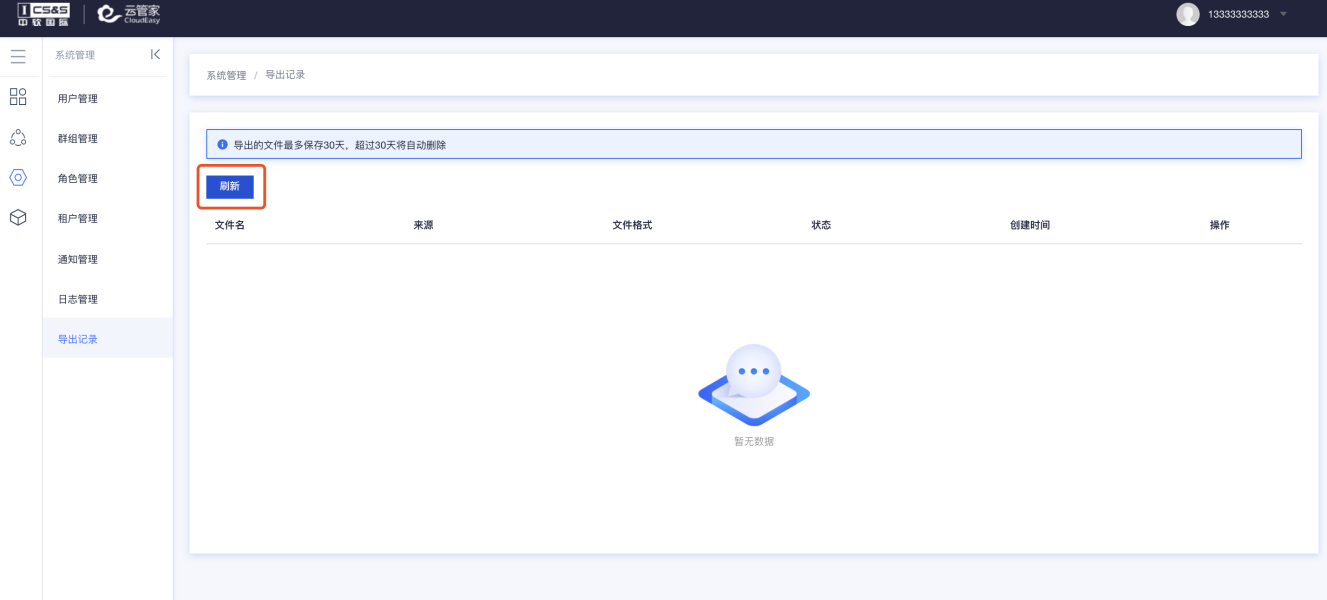 ICS&S 云管家
中软国际 CloudEasy
13333333333
系统管理
用户管理
群组管理
角色管理
租户管理
通知管理
日志管理
导出记录
系统管理 / 导出记录
导出的文件最多保存30天，超过30天将自动删除
刷新
文件名 来源 文件格式 状态 创建时间 操作
暂无数据